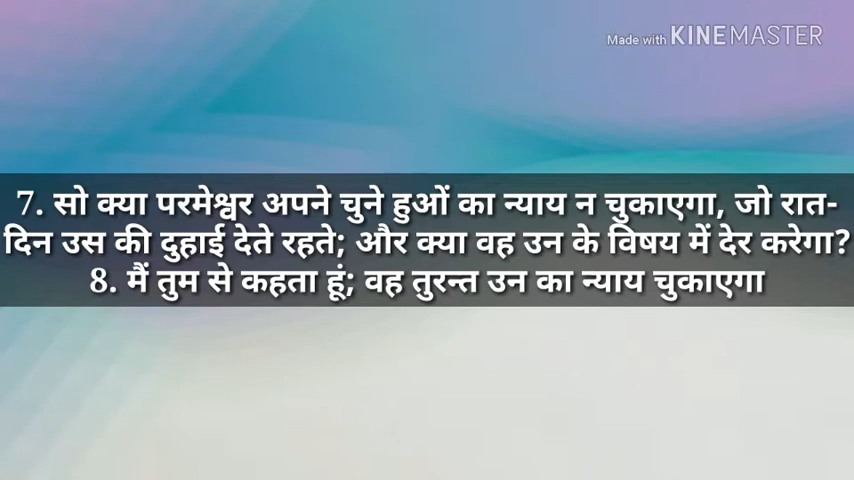 Made with KINEMASTER
7. सो क्या परमेश्वर अपने चुने हुओं का न्याय न चुकाएगा, जो रात-
दिन उस की दुहाई देते रहते; और क्या वह उन के विषय में देर करेगा?
8. मैं तुम से कहता हूं; वह तुरन्त उन का न्याय चुकाएगा